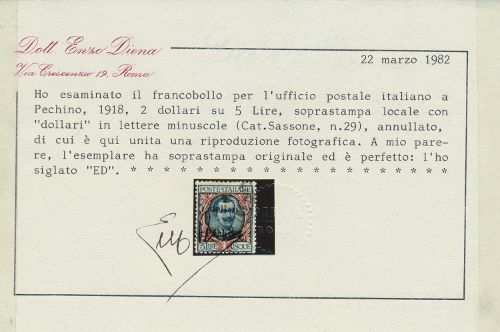 Dott. Enzo Diena
Via Crescenzio 19, Roma
22 marzo 1982
Ho esaminato il francobollo per l'ufficio postale italiano a
Pechino, 1918, 2 dollari su 5 Lire, soprastampa locale con
"dollari" in lettere minuscole (Cat.Sassone, n.29), annullato,
di cui è qui unita una riproduzione fotografica. A mio pare-
re, l'esemplare ha soprastampa originale ed è perfetto: l'ho
siglato "ED". * * * * * * * * * * * * * * * * * * * *
POSTE·ITALIANE
5 LIRE CINQUE